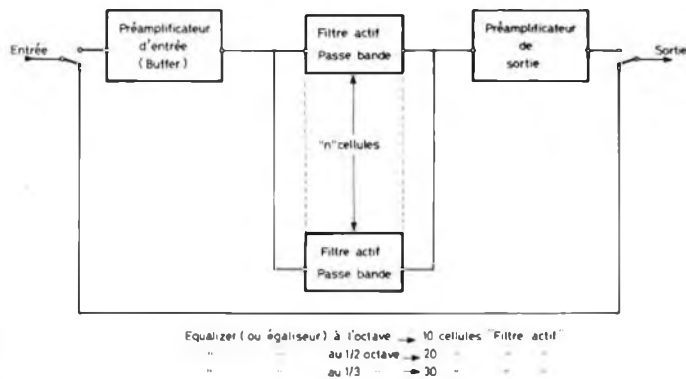 Entrée
Préamplificateur
d'entrée
(Buffer)
Filtre actif
Passe bande
Préamplificateur
de
sortie
Sortie
"n" cellules
Filtre actif
Passe bande
Equalizer (ou égaliseur) à l'octave → 10 cellules "Filtre actif"
" " au 1/2 octave → 20 " " "
" " au 1/3 " → 30 " " "